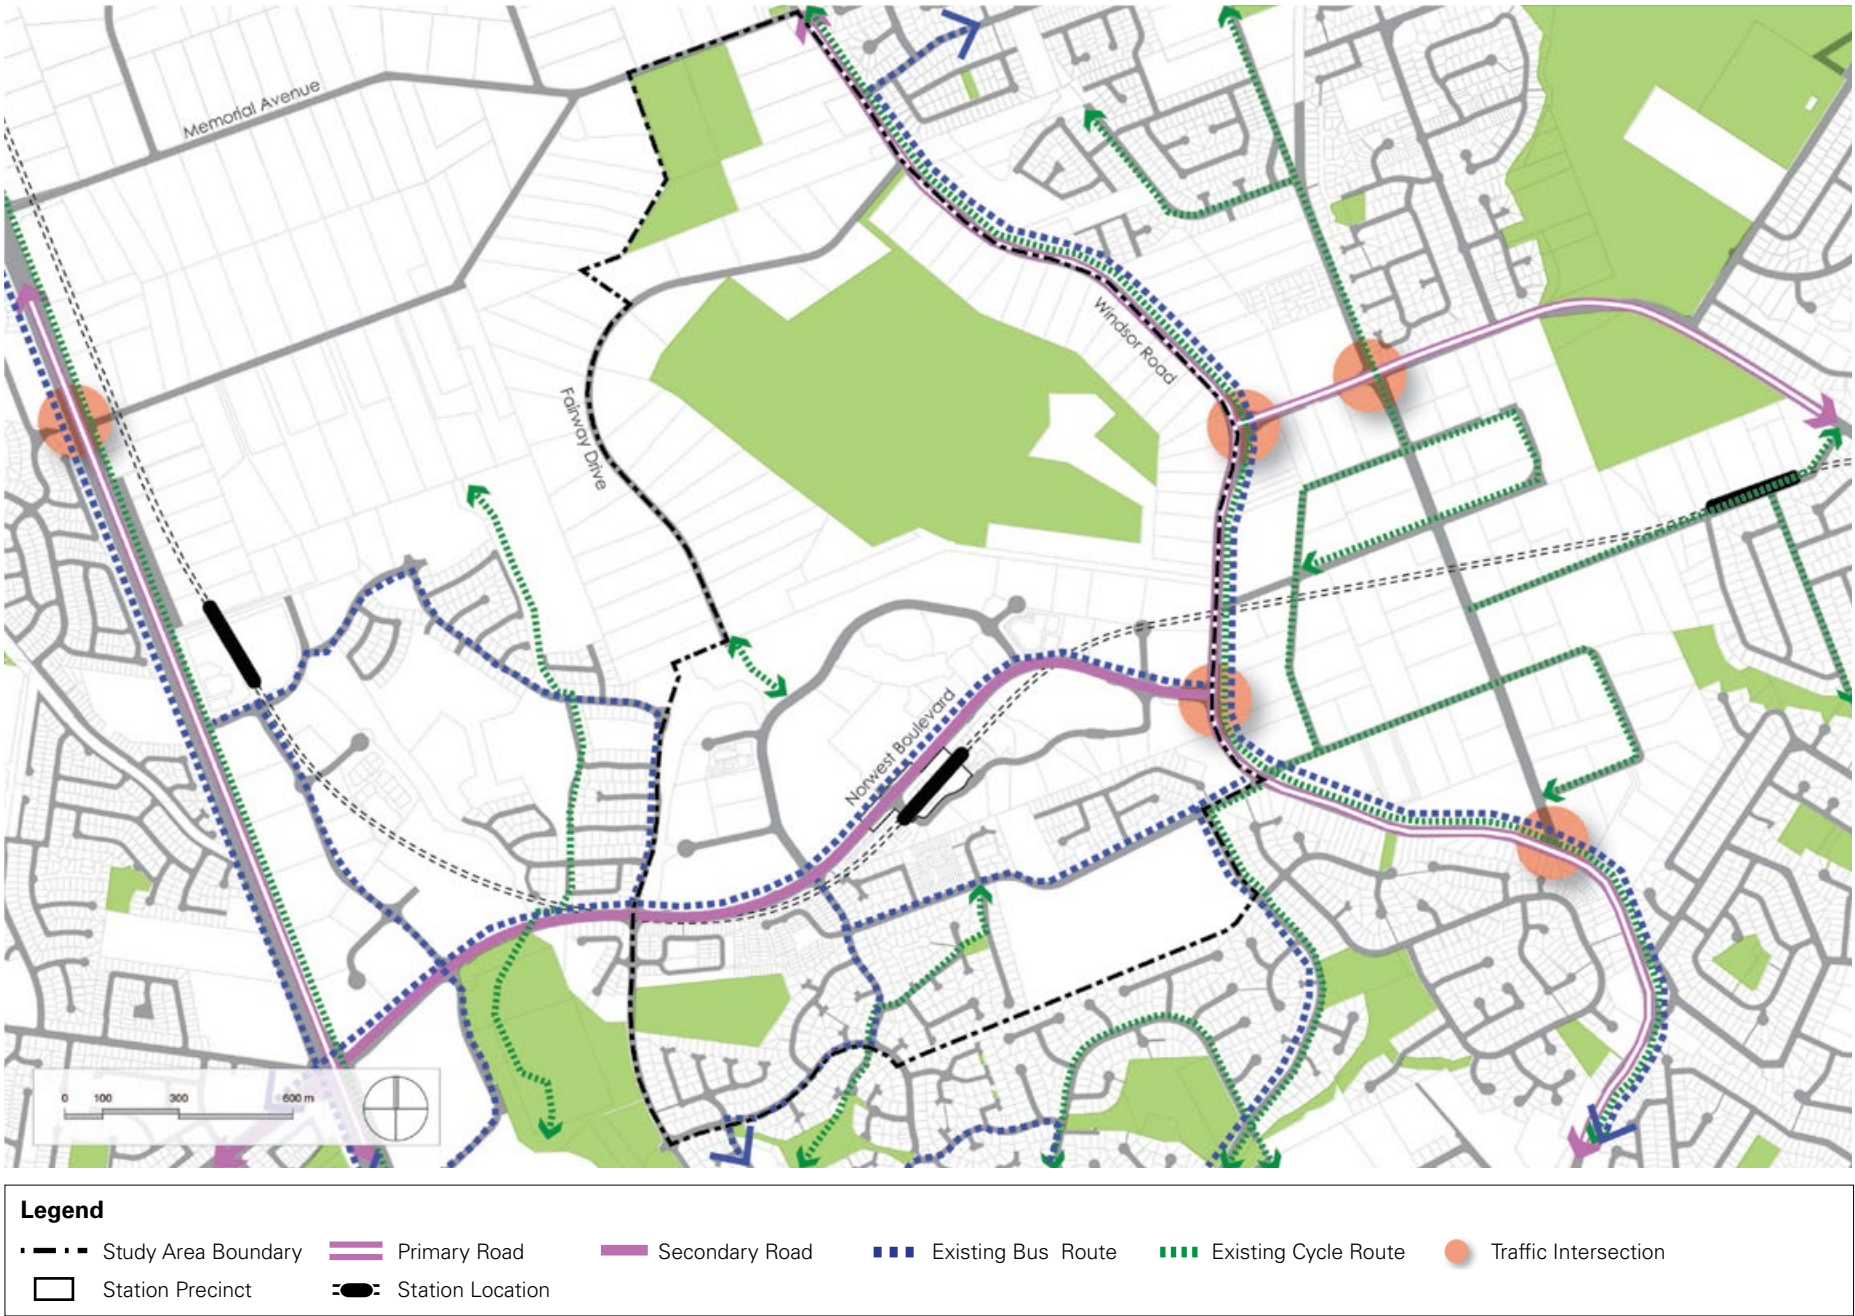 Memorial Avenue
Windsor Road
Fairway Drive
Norwest Boulevard
0 100 300 600 m
Legend
Study Area Boundary Primary Road Secondary Road Existing Bus Route Existing Cycle Route Traffic Intersection
Station Precinct Station Location